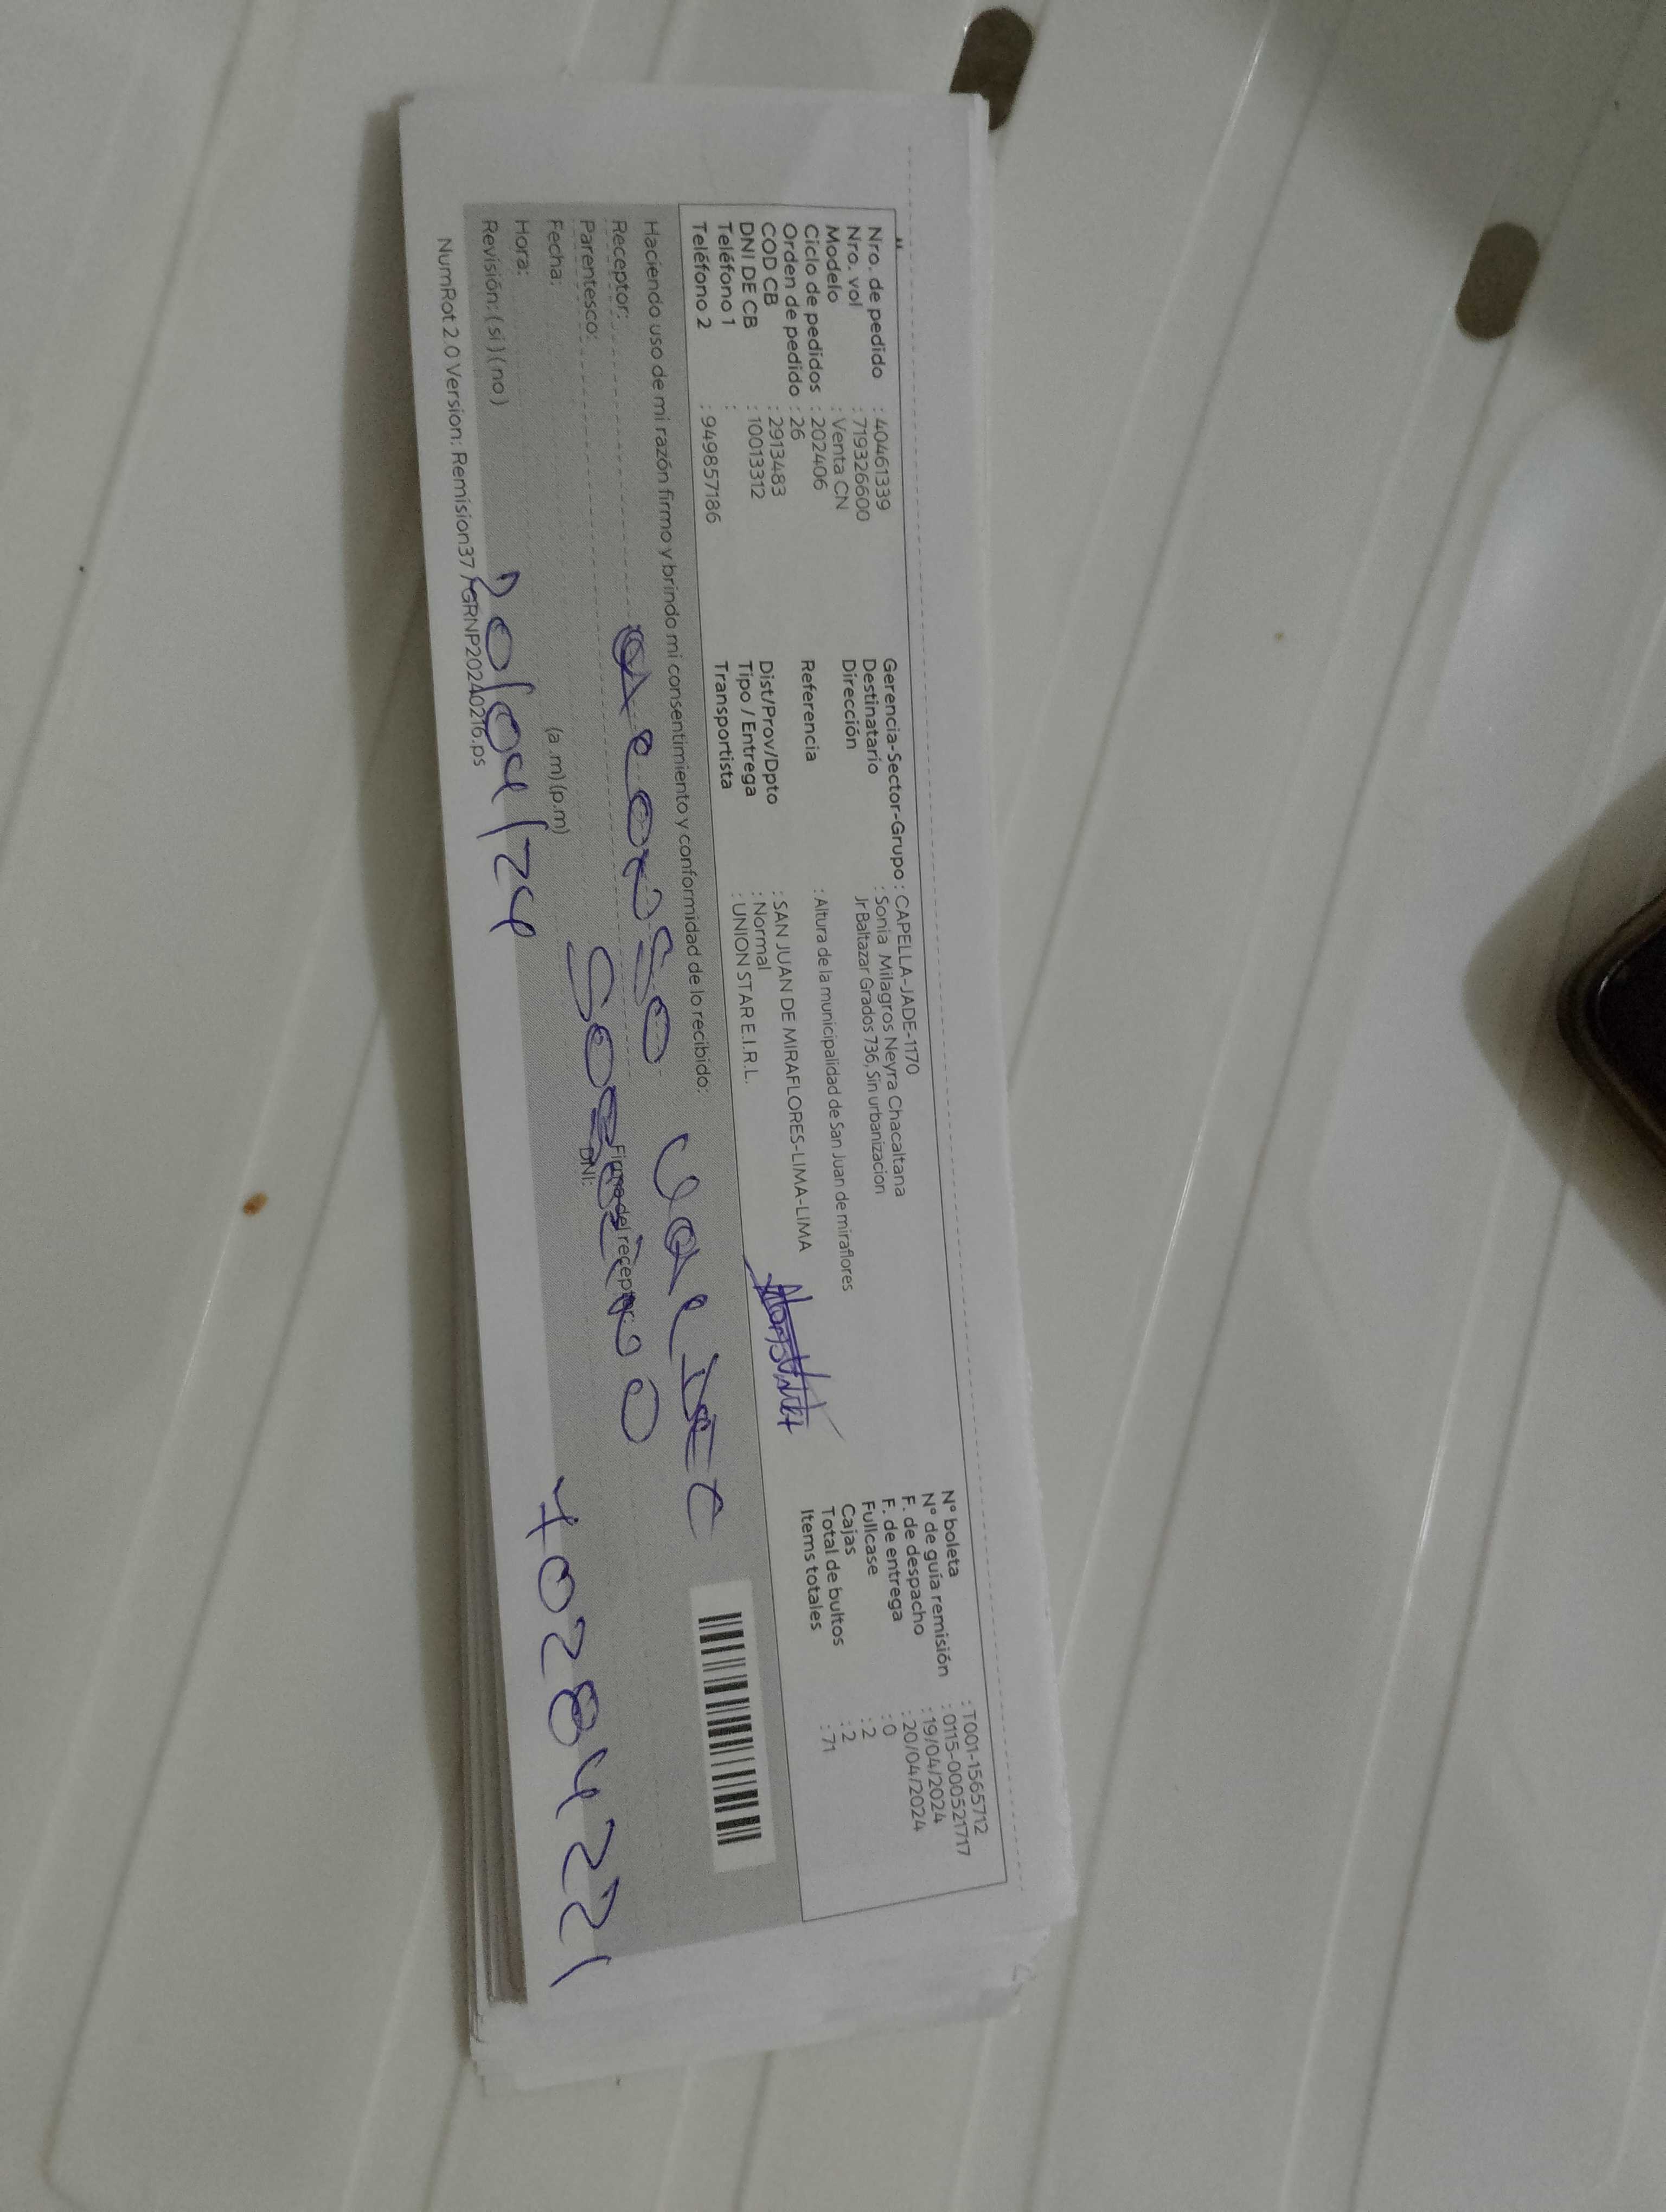 Nro. de pedido : 40461339
Nro. vol : 719326600
Modelo : Venta CN
Ciclo de pedidos : 202406
Orden de pedido : 26
COD CB : 2913483
DNI DE CB : 10013312
Teléfono 1 :
Teléfono 2 : 949857186
Gerencia-Sector-Grupo : CAPELLA-JADE-1170
Destinatario : Sonia Milagros Neyra Chacaltana
Dirección Jr Baltazar Grados 736, Sin urbanizacion
Referencia : Altura de la municipalidad de San Juan de miraflores
Dist/Prov/Dpto : SAN JUAN DE MIRAFLORES-LIMA-LIMA
Tipo / Entrega : Normal
Transportista : UNION STAR E.I.R.L.
N° boleta : T001-1565712
N° de guía remisión : 0115-000521717
F. de despacho : 19/04/2024
F. de entrega : 20/04/2024
Fullcase : 0
Cajas : 2
Total de bultos : 2
Items totales : 71
Haciendo uso de mi razón firmo y brindo mi consentimiento y conformidad de lo recibido:
Receptor:
Parentesco:
Firma del receptor
DNI:
40284221
Fecha:
Hora: (a.m) (p.m)
20/04/24
Revisión: ( si ) ( no )
NumRot 2.0 Version: Remision37 / GRNP20240216.ps